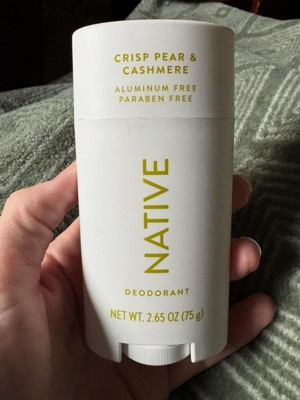 CRISP PEAR &
CASHMERE
ALUMINUM FREE
PARABEN FREE
NATIVE
DEODORANT
NET WT. 2.65 OZ (75 g)